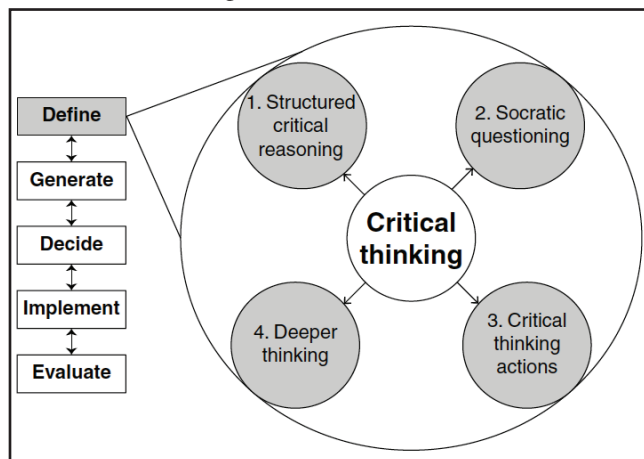 Define
Generate
Decide
Implement
Evaluate
1. Structured
critical
reasoning
2. Socratic
questioning
Critical
thinking
4. Deeper
thinking
3. Critical
thinking
actions